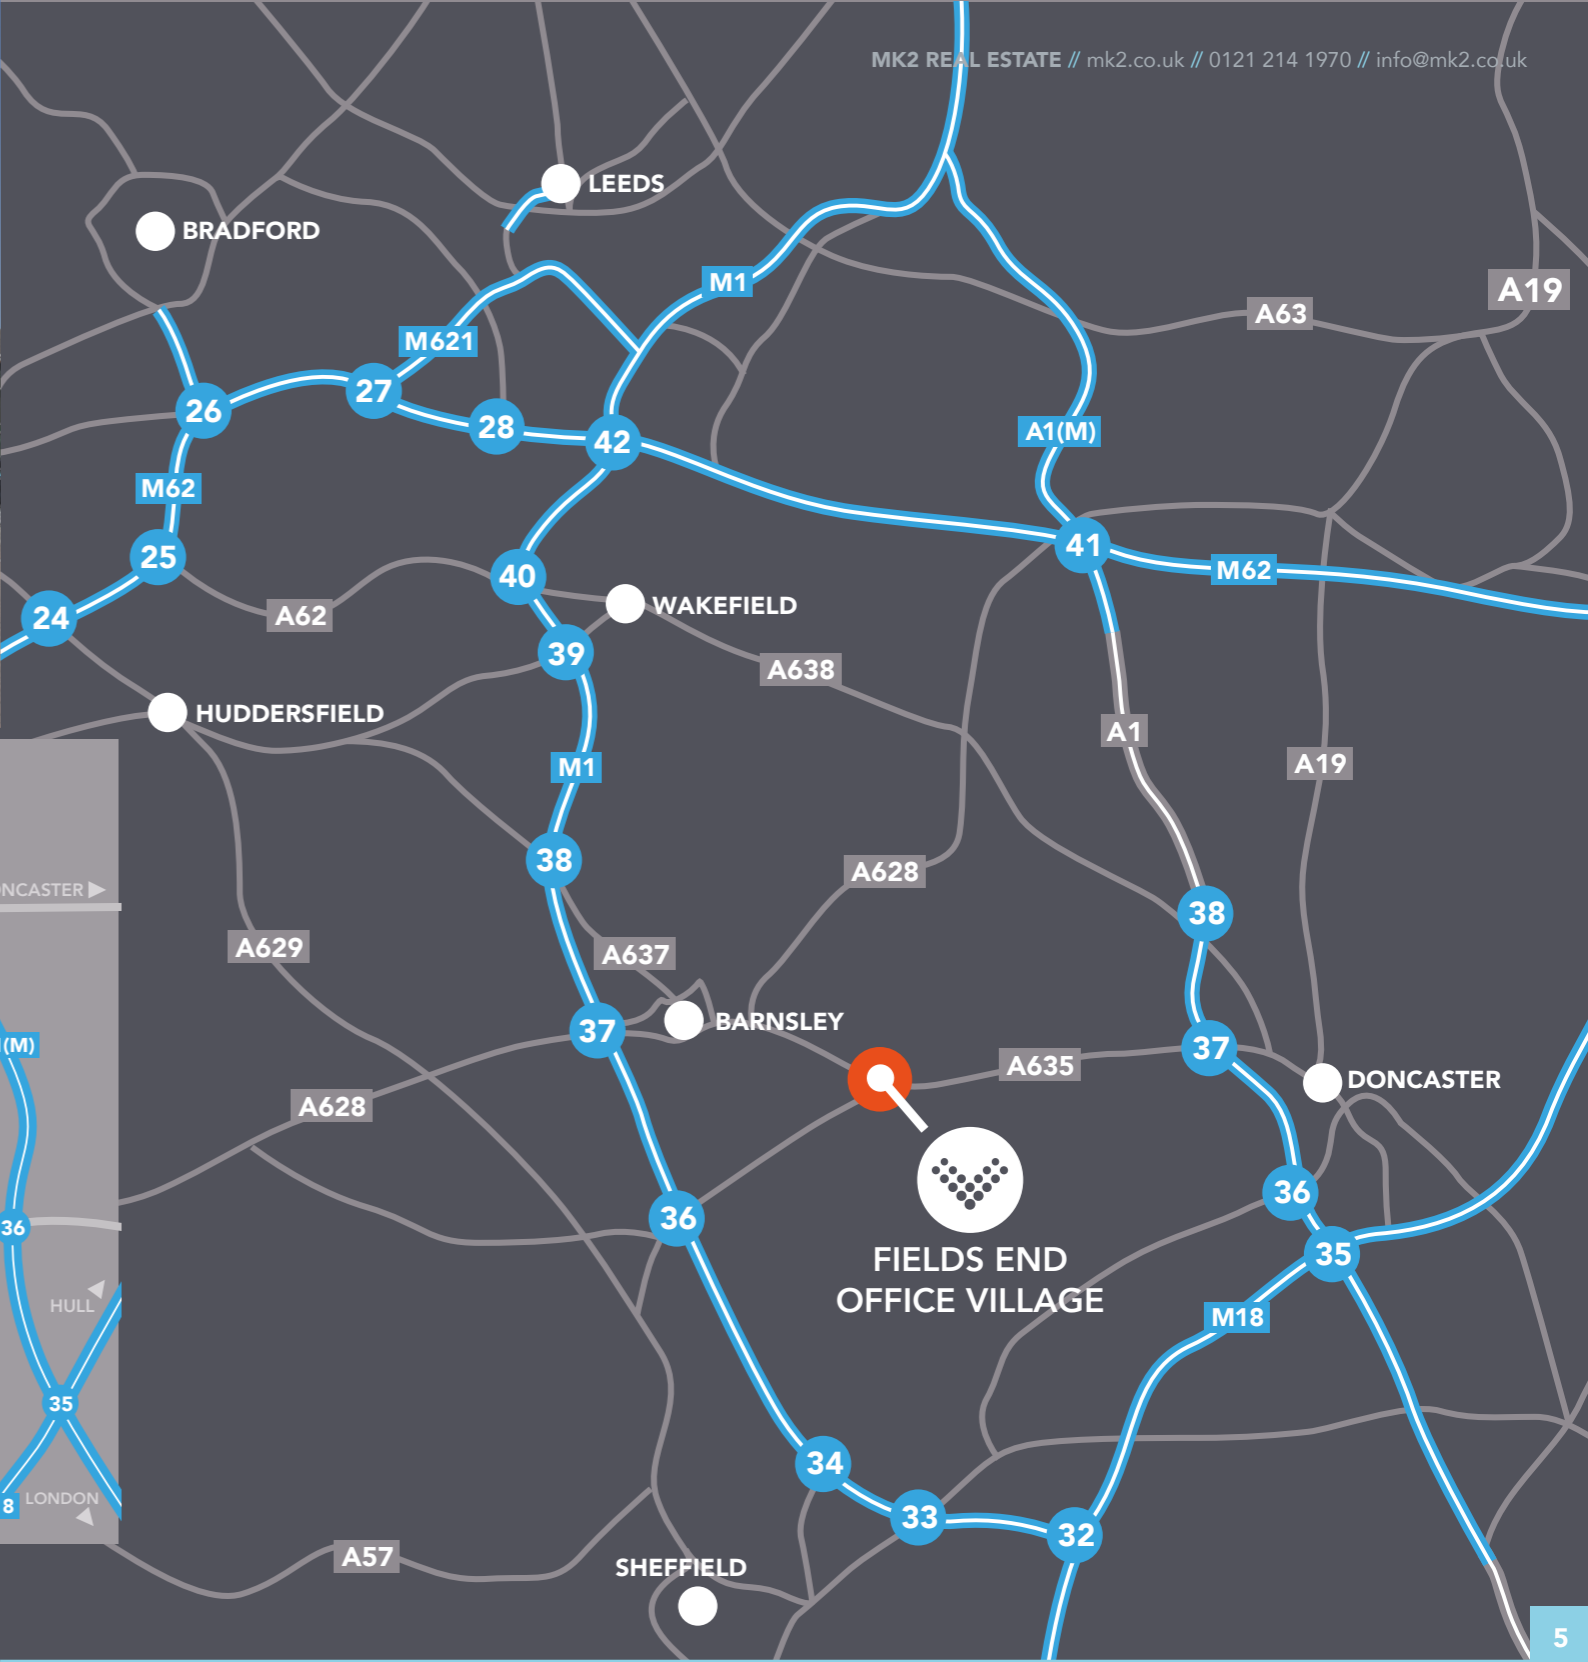 MK2 REAL ESTATE // mk2.co.uk // 0121 214 1970 // info@mk2.co.uk
LEEDS
BRADFORD
M1
A19
A63
M621
27
26
28
42
A1(M)
M62
25
41
M62
40
24
A62
WAKEFIELD
39
A638
HUDDERSFIELD
A1
M1
A19
38
A628
NCASTER
38
A629
A637
BARNSLEY
37
(M)
37
A635
DONCASTER
A628
36
36
36
35
FIELDS END
OFFICE VILLAGE
HULL
M18
35
34
8
LONDON
33
32
A57
SHEFFIELD
5